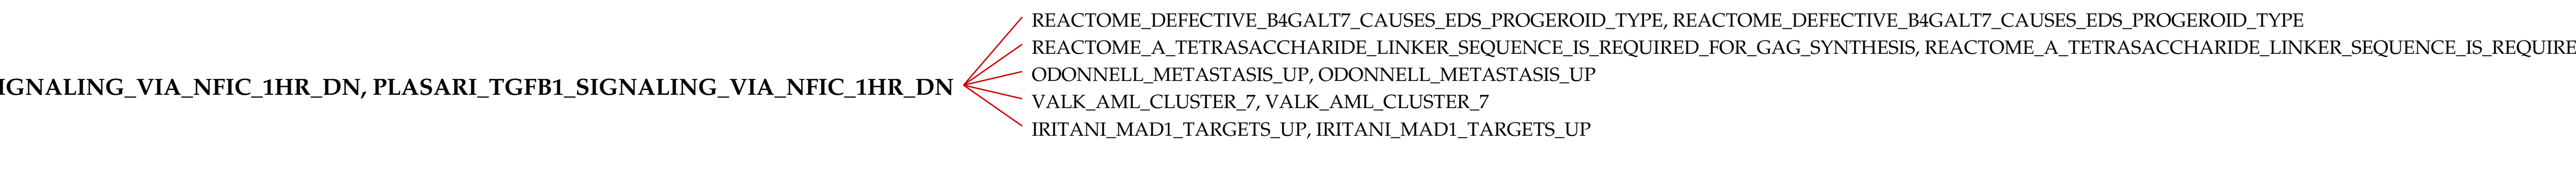 REACTOME_DEFECTIVE_B4GALT7_CAUSES_EDS_PROGEROID_TYPE, REACTOME_DEFECTIVE_B4GALT7_CAUSES_EDS_PROGEROID_TYPE
REACTOME_A_TETRASACCHARIDE_LINKER_SEQUENCE_IS_REQUIRED_FOR_GAG_SYNTHESIS, REACTOME_A_TETRASACCHARIDE_LINKER_SEQUENCE_IS_REQUIRE
ODONNELL_METASTASIS_UP, ODONNELL_METASTASIS_UP
IGNALING_VIA_NFIC_1HR_DN, PLASARI_TGFB1_SIGNALING_VIA_NFIC_1HR_DN
VALK_AML_CLUSTER_7, VALK_AML_CLUSTER_7
IRITANI_MAD1_TARGETS_UP, IRITANI_MAD1_TARGETS_UP